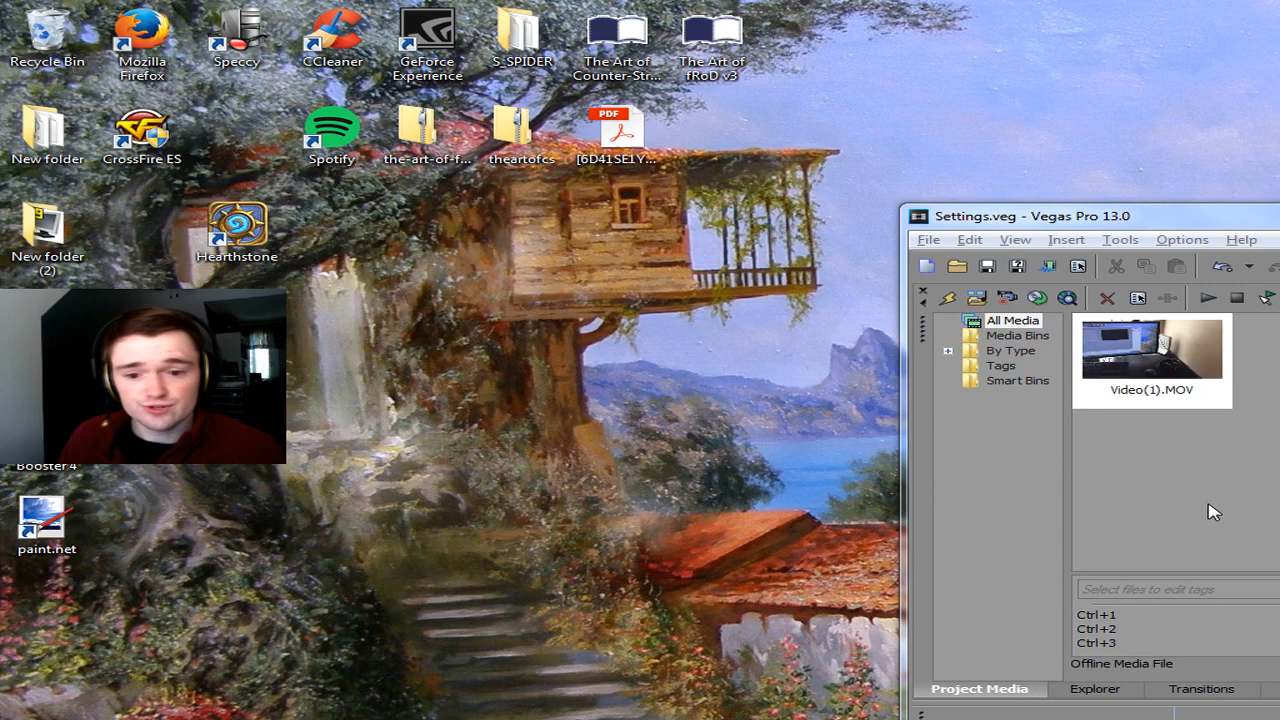 Recycle Bin
Mozilla
Firefox
Speccy
CCleaner
GeForce
Experience
S_SPIDER
The Art of
Counter-Str...
The Art of
fRoD v3
New folder
CrossFire ES
Spotify
the-art-of-f...
theartofcs
PDF
[6D41SE1Y...
New folder
(2)
Hearthstone
Booster 4
paint.net
Settings.veg - Vegas Pro 13.0
File Edit View Insert Tools Options Help
All Media
Media Bins
By Type
Tags
Smart Bins
Video(1).MOV
Select files to edit tags
Ctrl+1
Ctrl+2
Ctrl+3
Offline Media File
Project Media Explorer Transitions